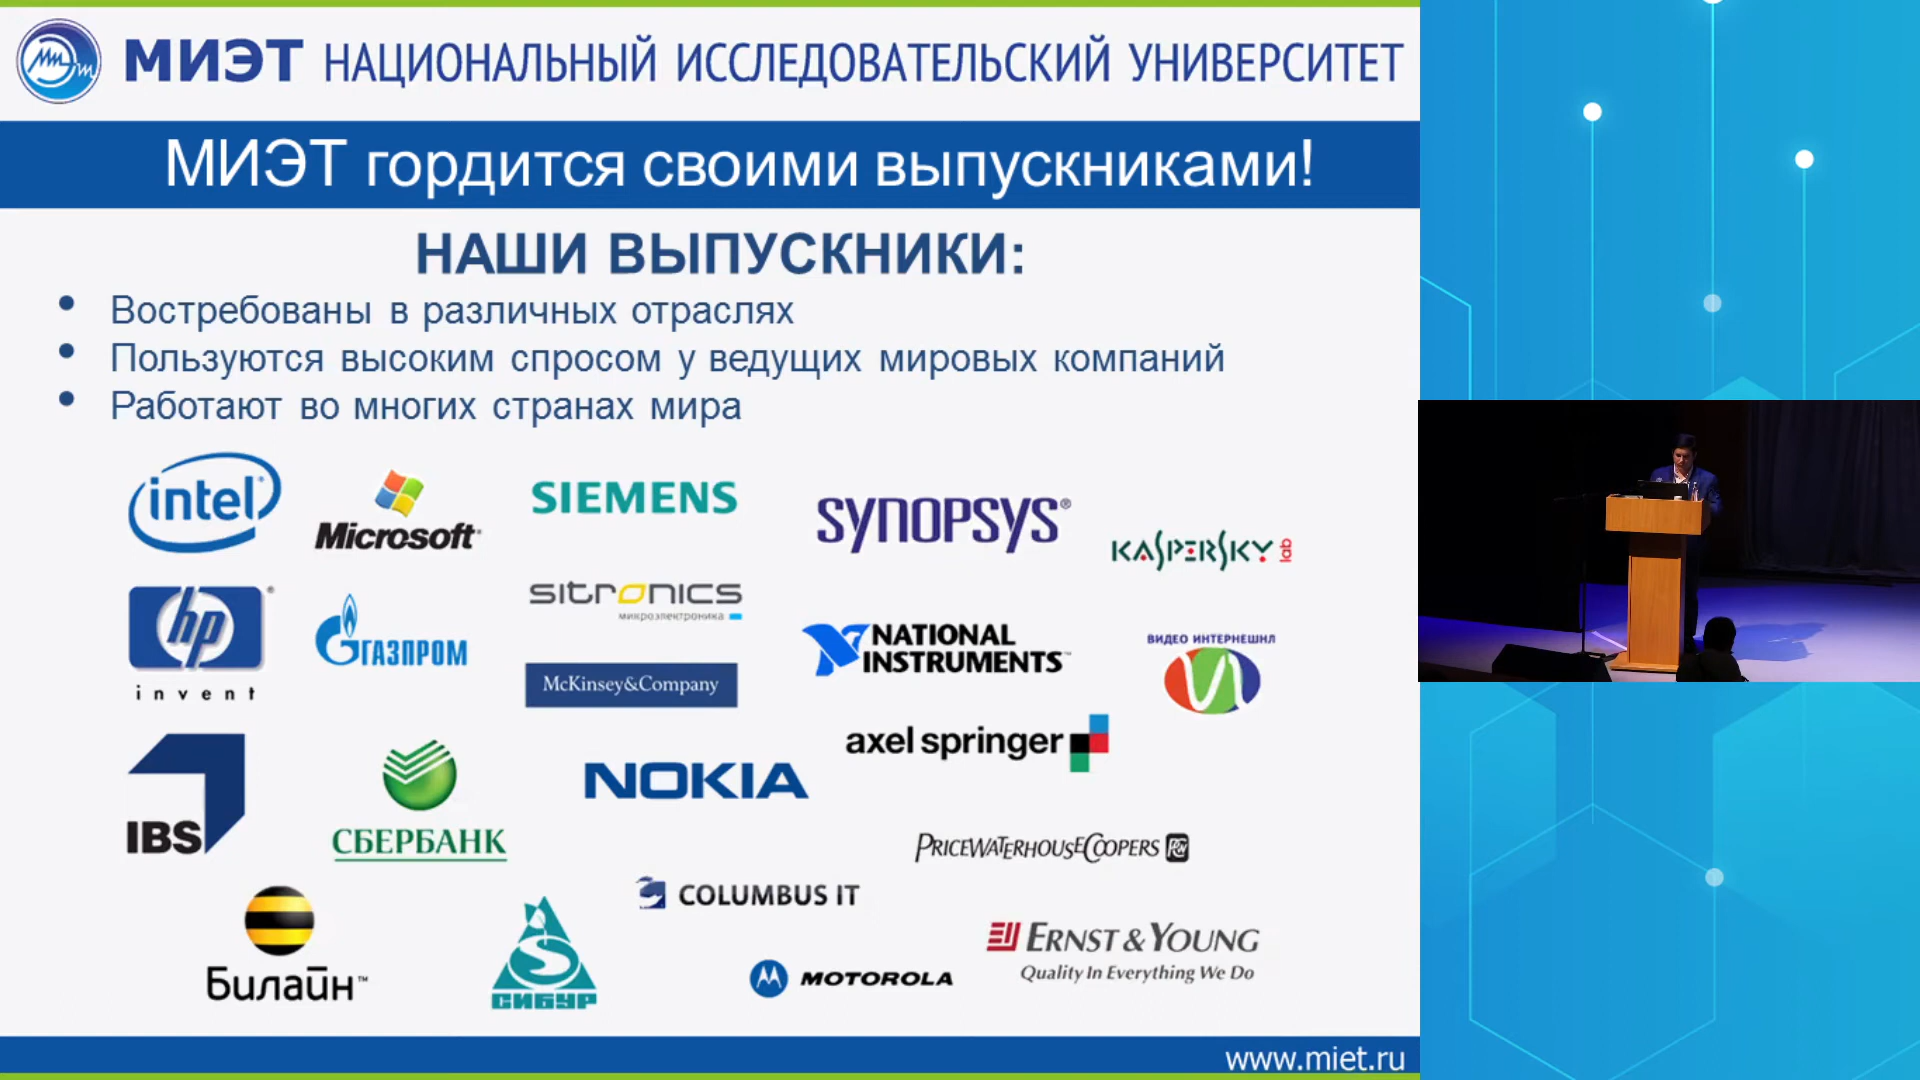 МИЭТ НАЦИОНАЛЬНЫЙ ИССЛЕДОВАТЕЛЬСКИЙ УНИВЕРСИТЕТ
МИЭТ гордится своими выпускниками!
НАШИ ВЫПУСКНИКИ:
• Востребованы в различных отраслях
• Пользуются высоким спросом у ведущих мировых компаний
• Работают во многих странах мира
intel
Microsoft
SIEMENS
SYNOPSYS®
KASPERSKY lab
hp
invent
ГАЗПРОМ
sitronics
микроэлектроника
McKinsey&Company
NATIONAL
INSTRUMENTS™
ВИДЕО ИНТЕРНЕШНЛ
axel springer
IBS
СБЕРБАНК
NOKIA
PRICEWATERHOUSECOOPERS PwC
COLUMBUS IT
Билайн™
СИБУР
MOTOROLA
ERNST & YOUNG
Quality In Everything We Do
www.miet.ru